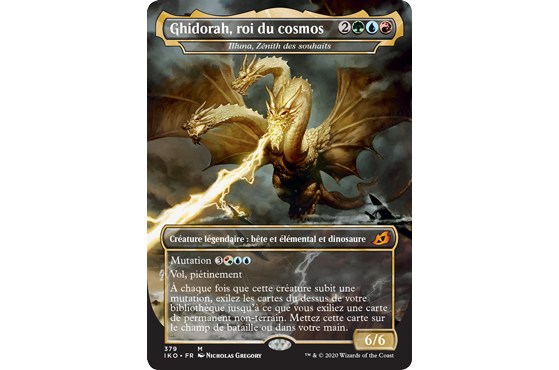 Ghidorah, roi du cosmos 2
Illuna, Zénith des souhaits
Créature légendaire : bête et élémental et dinosaure
Mutation 3
Vol, piétinement
À chaque fois que cette créature subit une
mutation, exilez les cartes du dessus de votre
bibliothèque jusqu'à ce que vous exiliez une carte
de permanent non-terrain. Mettez cette carte sur
le champ de bataille ou dans votre main.
6/6
379 M
IKO • FR Nicholas Gregory
™ & © 2020 Wizards of the Coast